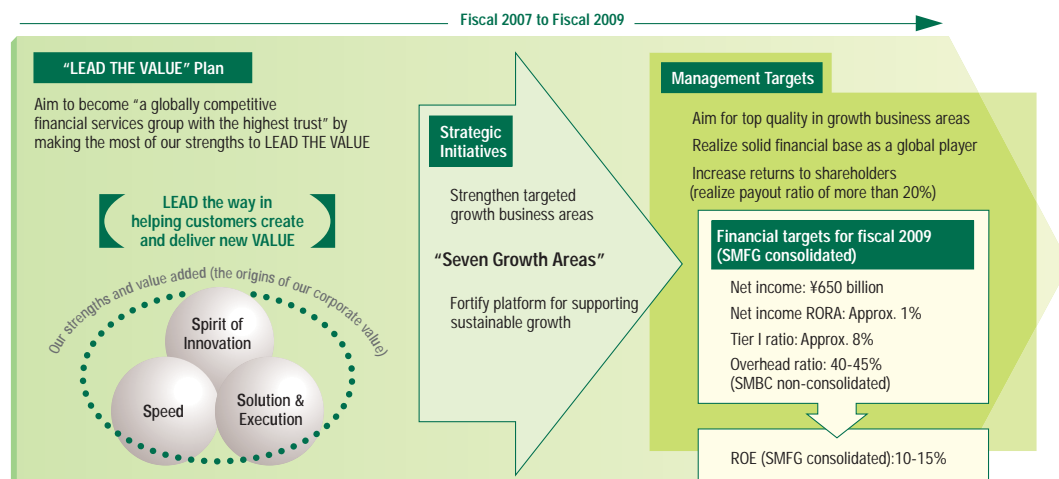 Fiscal 2007 to Fiscal 2009
“LEAD THE VALUE” Plan
Aim to become “a globally competitive
financial services group with the highest trust” by
making the most of our strengths to LEAD THE VALUE
LEAD the way in
helping customers create
and deliver new VALUE
Our strengths and value added (the origins of our corporate value)
Spirit of
Innovation
Speed
Solution &
Execution
Strategic
Initiatives
Strengthen targeted
growth business areas
“Seven Growth Areas”
Fortify platform for supporting
sustainable growth
Management Targets
Aim for top quality in growth business areas
Realize solid financial base as a global player
Increase returns to shareholders
(realize payout ratio of more than 20%)
Financial targets for fiscal 2009
(SMFG consolidated)
Net income: ¥650 billion
Net income RORA: Approx. 1%
Tier I ratio: Approx. 8%
Overhead ratio: 40-45%
(SMBC non-consolidated)
ROE (SMFG consolidated):10-15%